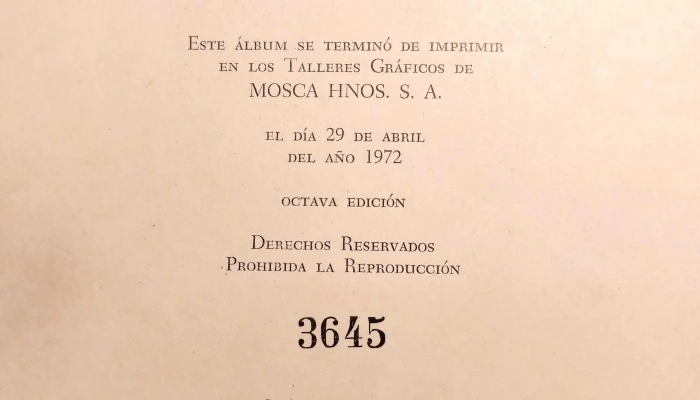 Este álbum se terminó de imprimir
en los Talleres Gráficos de
MOSCA HNOS. S. A.
el día 29 de abril
del año 1972
octava edición
Derechos Reservados
Prohibida la Reproducción
3645